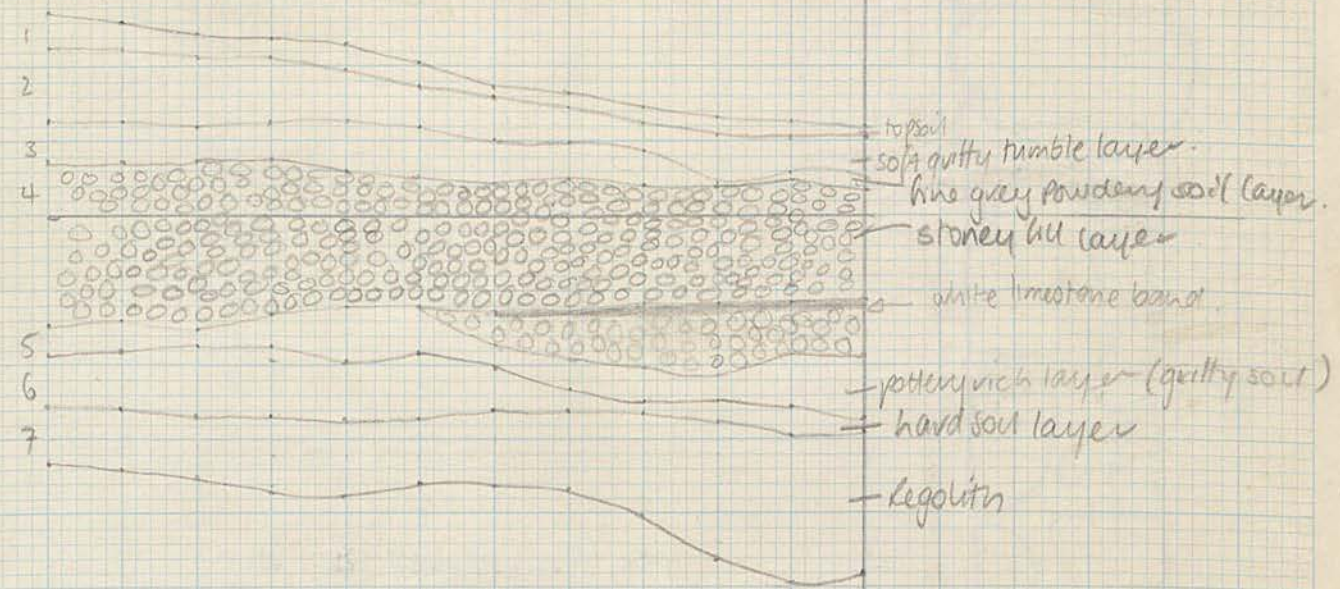 1
2
3
4
5
6
7
topsoil
soft gritty tumble layer.
fine grey powdery soil layer.
stoney fill layer
white limestone band.
pottery rich layer (gritty soil)
hard soil layer
Regolith